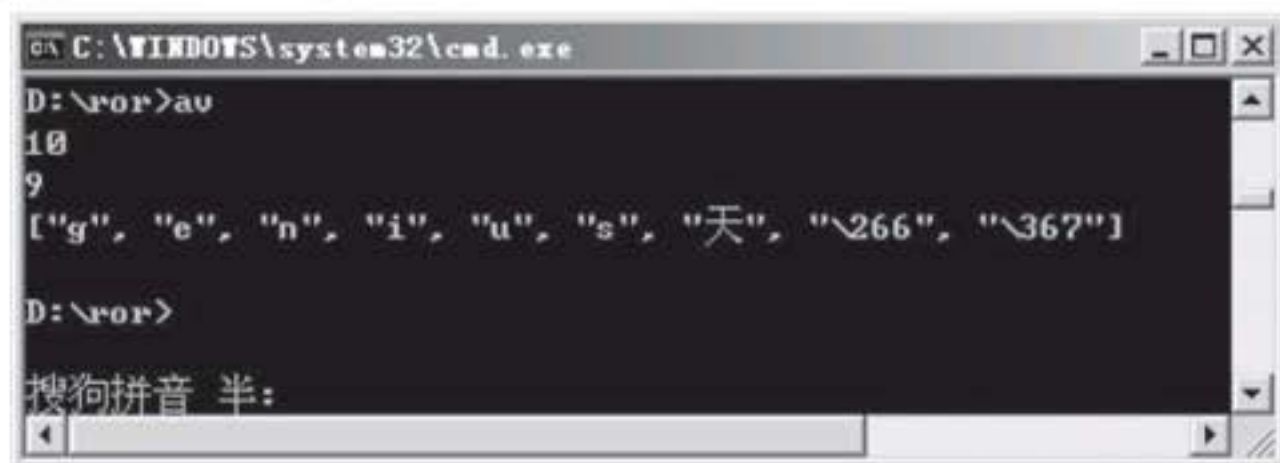 C:\WINDOWS\system32\cmd.exe
D:\ror>av
10
9
["g", "e", "n", "i", "u", "s", "天", "\266", "\367"]
D:\ror>
搜狗拼音 半: